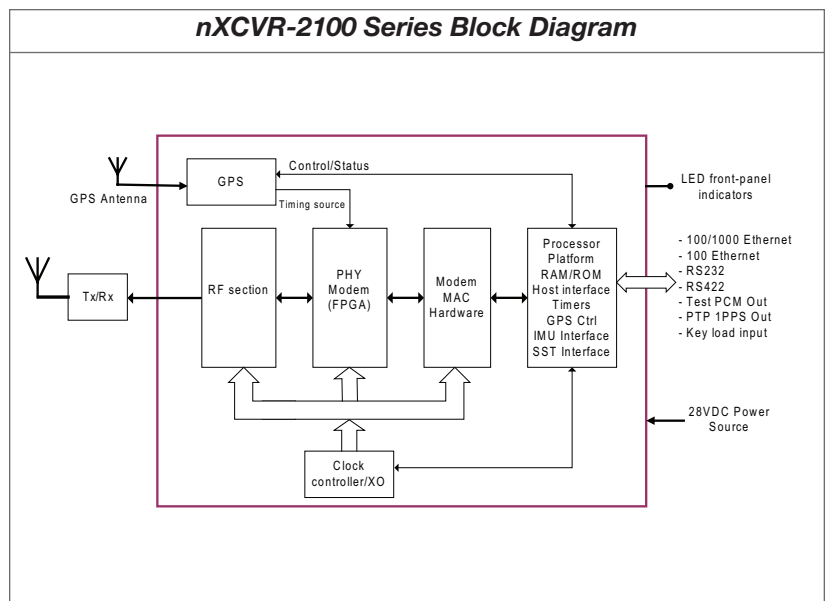 nXCVR-2100 Series Block Diagram
GPS Antenna
GPS
Control/Status
Timing source
LED front-panel
indicators
Tx/Rx
RF section
PHY
Modem
(FPGA)
Modem
MAC
Hardware
Processor
Platform
RAM/ROM
Host interface
Timers
GPS Ctrl
IMU Interface
SST Interface
- 100/1000 Ethernet
- 100 Ethernet
- RS232
- RS422
- Test PCM Out
- PTP 1PPS Out
- Key load input
28VDC Power
Source
Clock
controller/XO